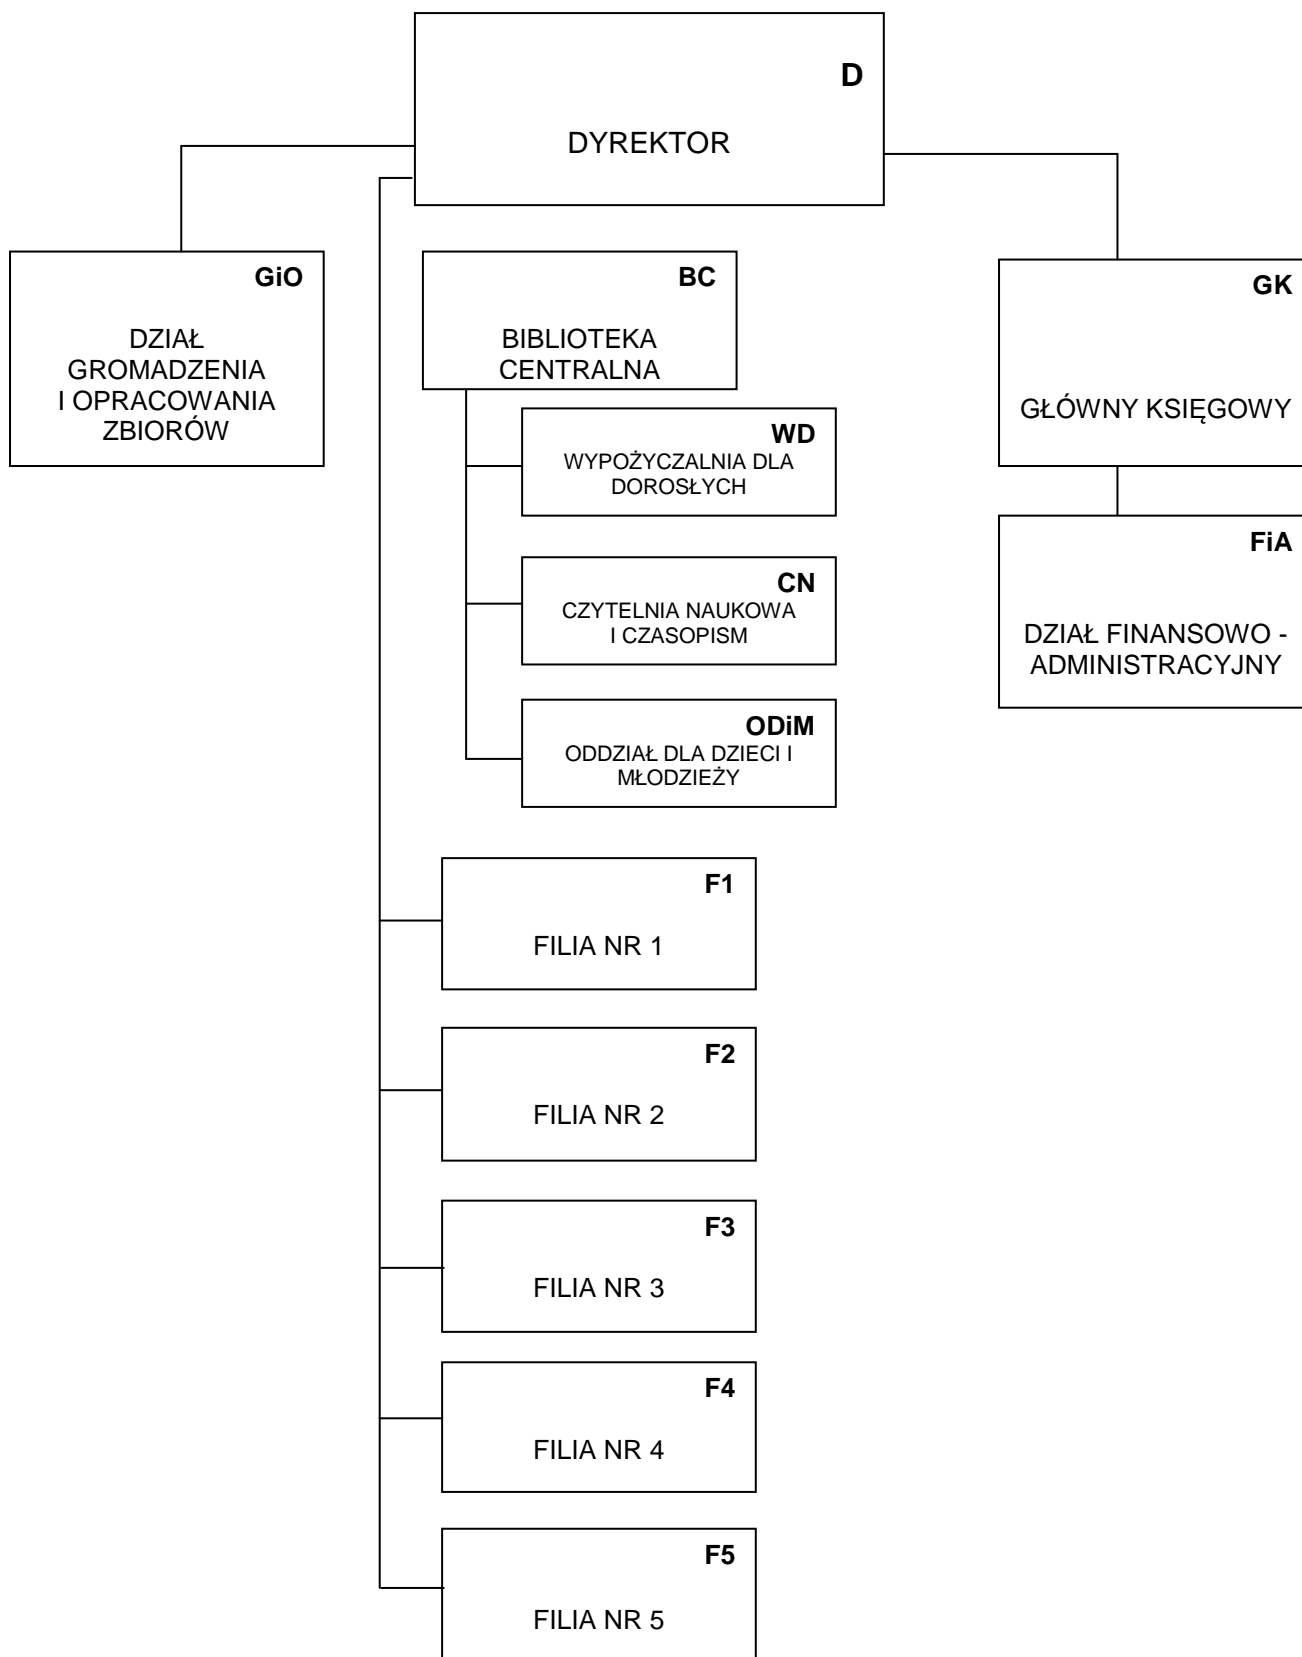 D
DYREKTOR
GiO
DZIAŁ
GROMADZENIA
I OPRACOWANIA
ZBIORÓW
BC
BIBLIOTEKA
CENTRALNA
WD
WYPOŻYCZALNIA DLA
DOROSŁYCH
CN
CZYTELNIA NAUKOWA
I CZASOPISM
ODiM
ODDZIAŁ DLA DZIECI I
MŁODZIEŻY
GK
GŁÓWNY KSIĘGOWY
FiA
DZIAŁ FINANSOWO -
ADMINISTRACYJNY
F1
FILIA NR 1
F2
FILIA NR 2
F3
FILIA NR 3
F4
FILIA NR 4
F5
FILIA NR 5